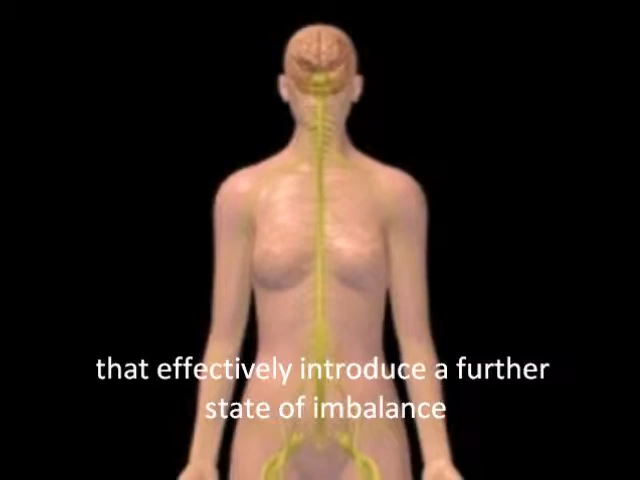 that effectively introduce a further
state of imbalance